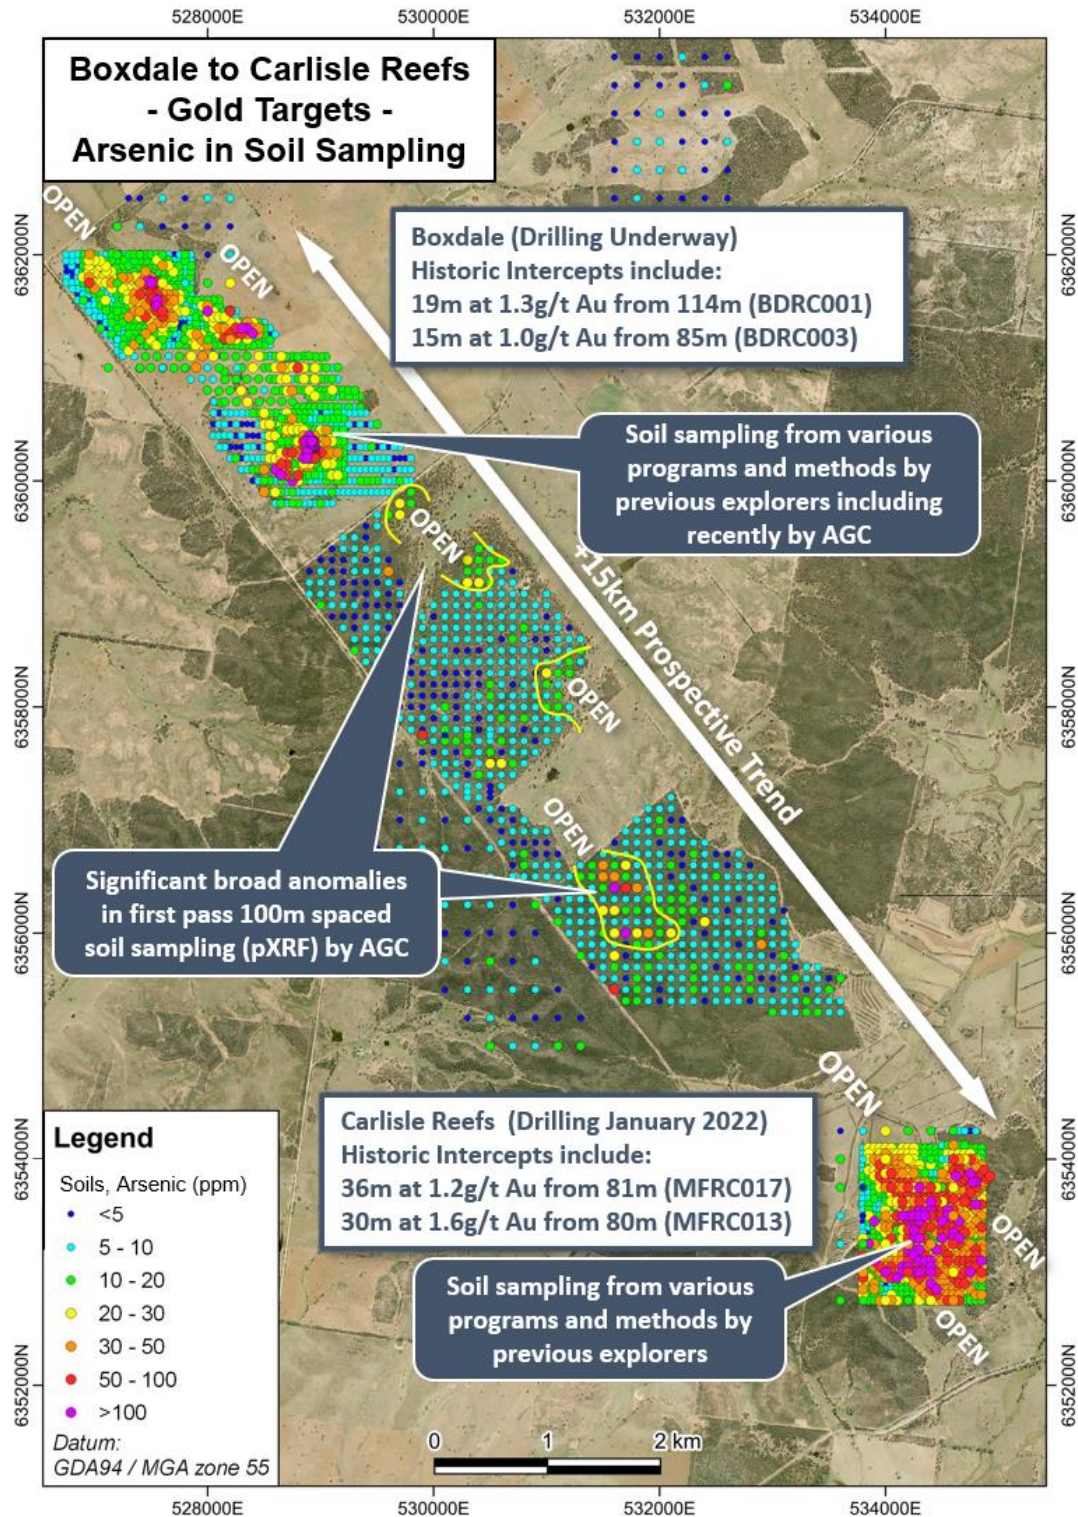 528000E 530000E 532000E 534000E
Boxdale to Carlisle Reefs
- Gold Targets -
Arsenic in Soil Sampling
OPEN
OPEN
6362000N
6362000N
Boxdale (Drilling Underway)
Historic Intercepts include:
19m at 1.3g/t Au from 114m (BDRC001)
15m at 1.0g/t Au from 85m (BDRC003)
Soil sampling from various
programs and methods by
previous explorers including
recently by AGC
6360000N
6360000N
OPEN
+15km Prospective Trend
OPEN
6358000N
6358000N
OPEN
Significant broad anomalies
in first pass 100m spaced
soil sampling (pXRF) by AGC
6356000N
6356000N
OPEN
Carlisle Reefs (Drilling January 2022)
Historic Intercepts include:
36m at 1.2g/t Au from 81m (MFRC017)
30m at 1.6g/t Au from 80m (MFRC013)
6354000N
6354000N
OPEN
Soil sampling from various
programs and methods by
previous explorers
OPEN
6352000N
6352000N
Legend
Soils, Arsenic (ppm)
<5
5 - 10
10 - 20
20 - 30
30 - 50
50 - 100
>100
Datum:
GDA94 / MGA zone 55
0 1 2 km
528000E 530000E 532000E 534000E